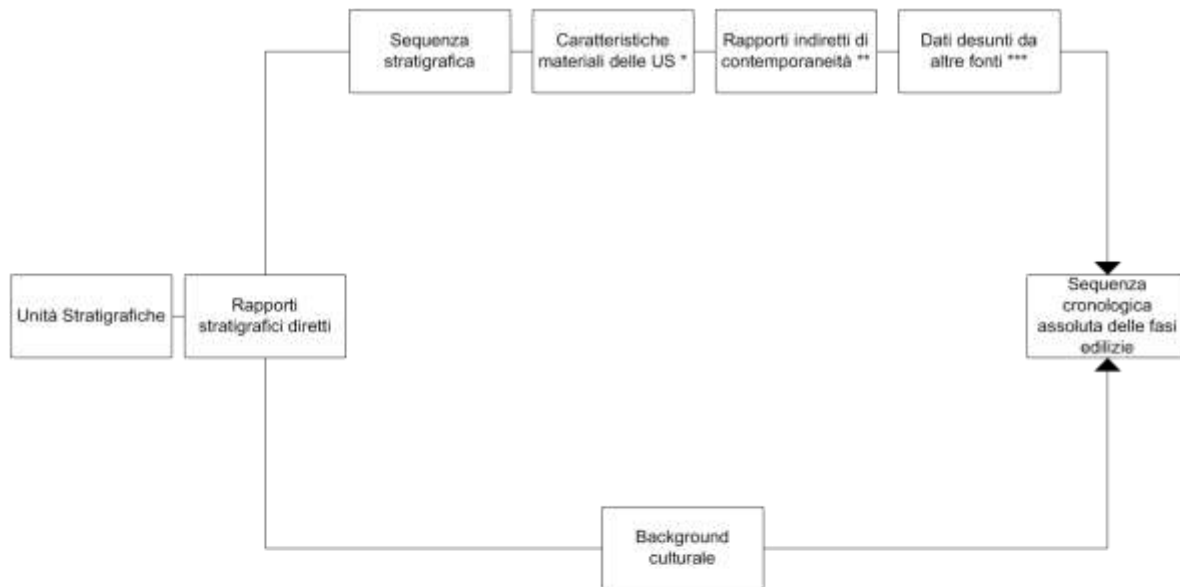 Sequenza
stratigrafica
Caratteristiche
materiali delle US *
Rapporti indiretti di
contemporaneità **
Dati desunti da
altre fonti ***
Unità Stratigrafiche
Rapporti
stratigrafici diretti
Sequenza
cronologica
assoluta delle fasi
edilizie
Background
culturale